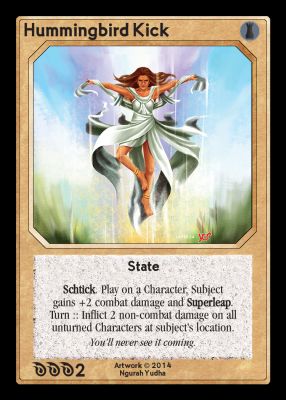 Hummingbird Kick
State
Schtick. Play on a Character, Subject
gains +2 combat damage and Superleap.
Turn :: Inflict 2 non-combat damage on all
unturned Characters at subject's location.
You'll never see it coming.
2
Artwork © 2014
Ngurah Yudha